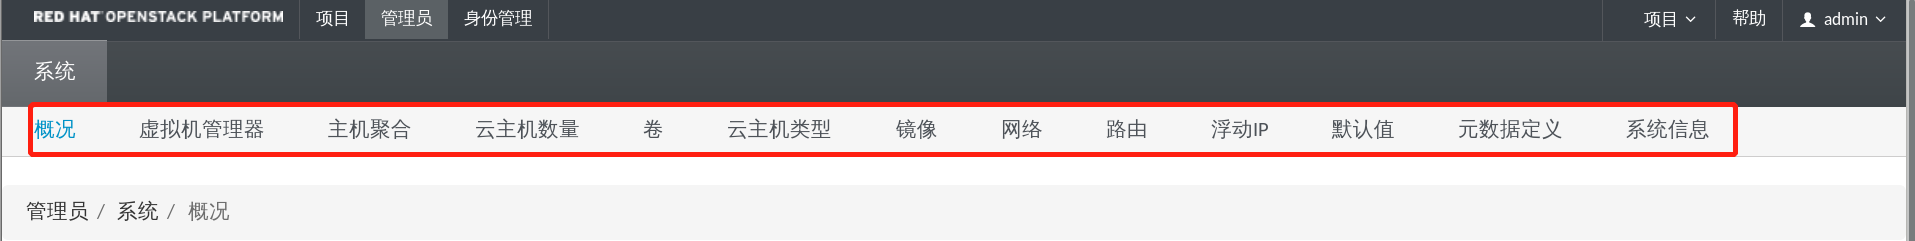 RED HAT OPENSTACK PLATFORM 项目 管理员 身份管理 项目 帮助 admin
系统
概况 虚拟机管理器 主机聚合 云主机数量 卷 云主机类型 镜像 网络 路由 浮动IP 默认值 元数据定义 系统信息
管理员 / 系统 / 概况